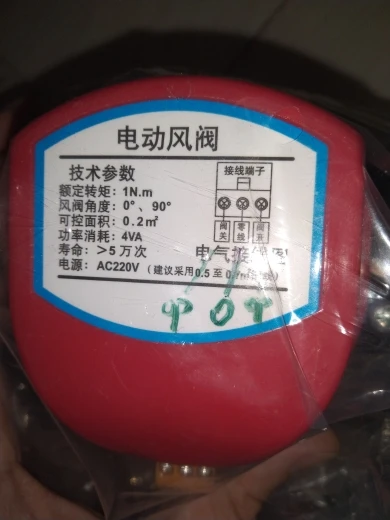 电动风阀
技术参数
额定转矩：1N.m
风阀角度：0°、90°
可控面积：0.2㎡
功率消耗：4VA
寿命：＞5万次
电源：AC220V（建议采用0.5至
接线端子
阀关 零线 阀
电气接